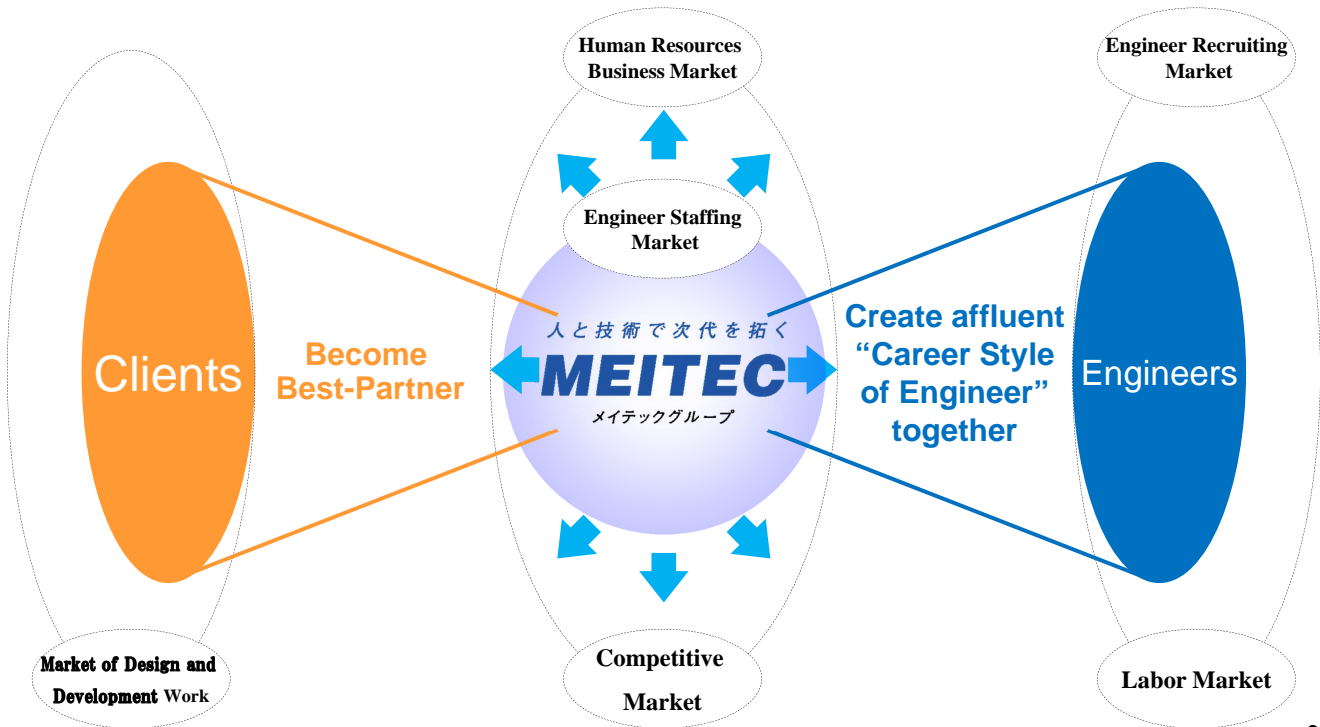 Human Resources
Business Market
Engineer Recruiting
Market
Engineer Staffing
Market
Clients
Become
Best-Partner
人と技術で次代を拓く
MEITEC
メイテックグループ
Create affluent
“Career Style
of Engineer”
together
Engineers
Market of Design and
Development Work
Competitive
Market
Labor Market